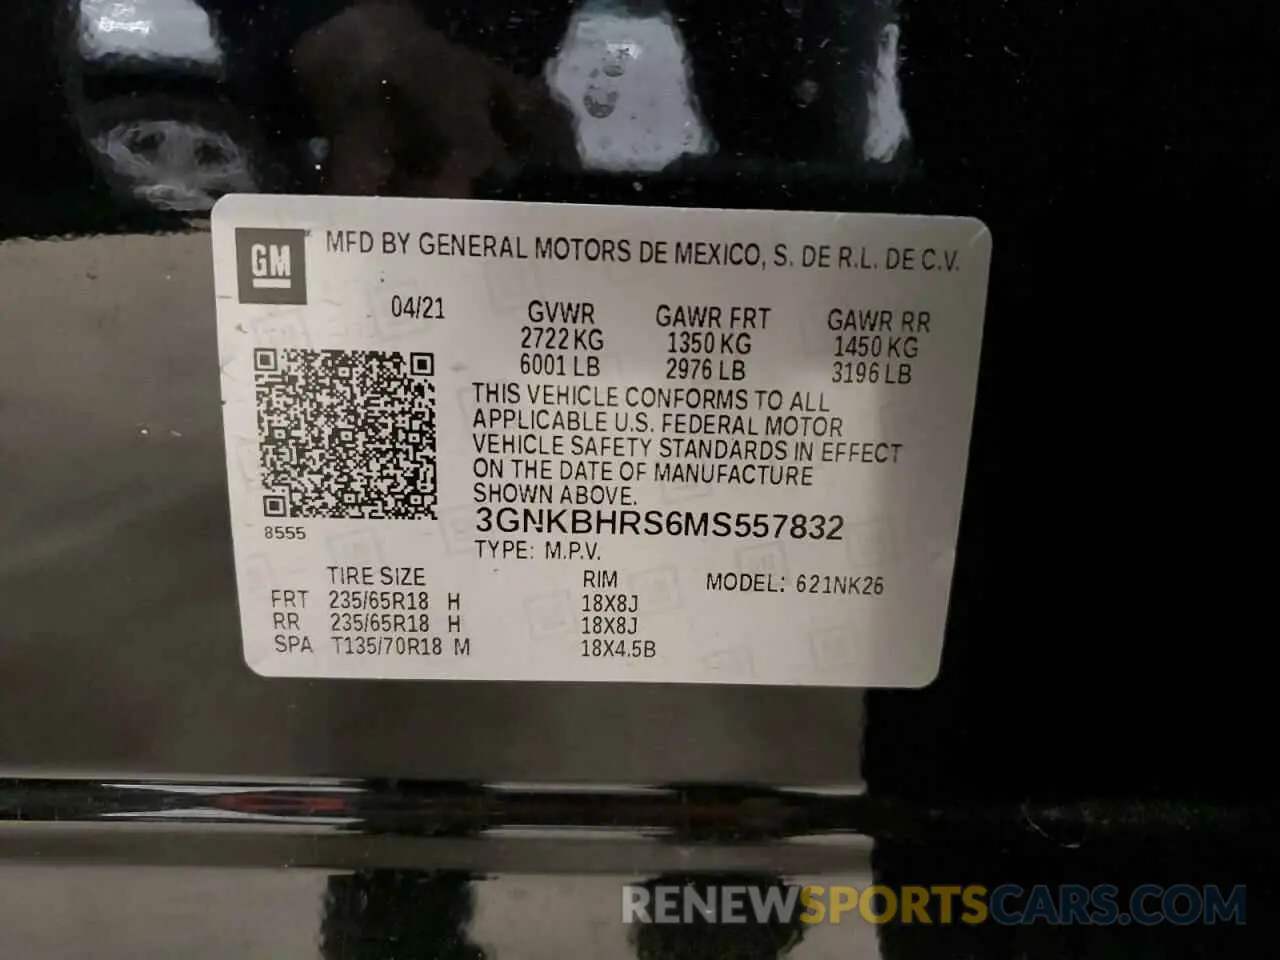 GM
MFD BY GENERAL MOTORS DE MEXICO, S. DE R.L. DE C.V.
04/21 GVWR GAWR FRT GAWR RR
2722 KG 1350 KG 1450 KG
6001 LB 2976 LB 3196 LB
THIS VEHICLE CONFORMS TO ALL
APPLICABLE U.S. FEDERAL MOTOR
VEHICLE SAFETY STANDARDS IN EFFECT
ON THE DATE OF MANUFACTURE
SHOWN ABOVE.
3GNKBHRS6MS557832
8555
TYPE: M.P.V.
TIRE SIZE RIM MODEL: 621NK26
FRT 235/65R18 H 18X8J
RR 235/65R18 H 18X8J
SPA T135/70R18 M 18X4.5B
RENEWSPORTSCARS.COM